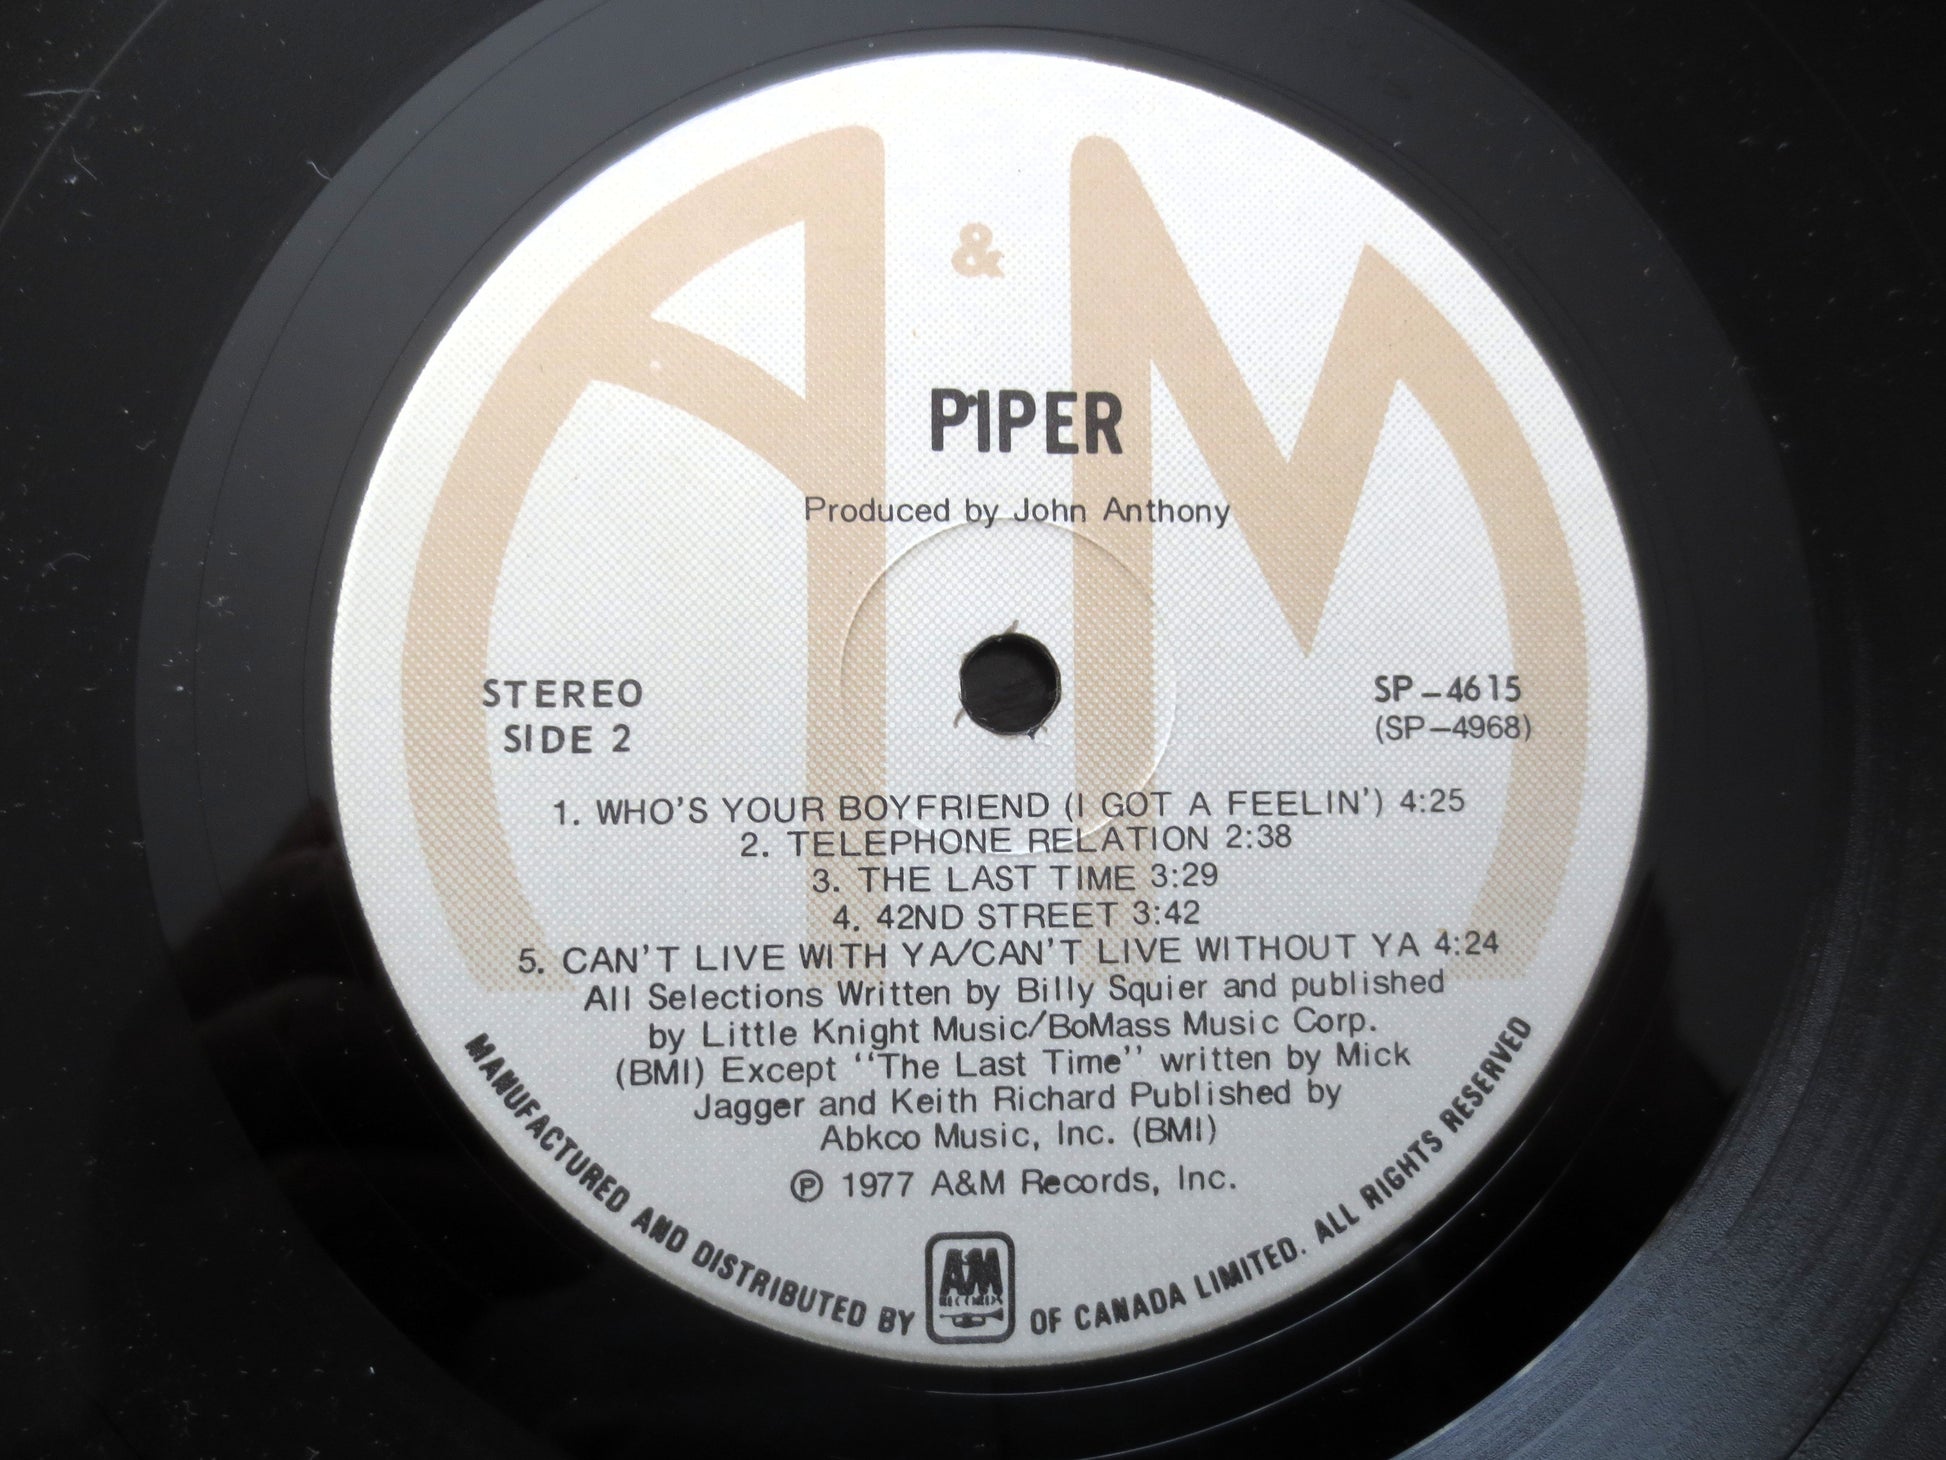 A & M
PIPER
Produced by John Anthony
STEREO
SIDE 2
SP-4615
(SP-4968)
1. WHO'S YOUR BOYFRIEND (I GOT A FEELIN') 4:25
2. TELEPHONE RELATION 2:38
3. THE LAST TIME 3:29
4. 42ND STREET 3:42
5. CAN'T LIVE WITH YA/CAN'T LIVE WITHOUT YA 4:24
All Selections Written by Billy Squier and published
by Little Knight Music/BoMass Music Corp.
(BMI) Except "The Last Time" written by Mick
Jagger and Keith Richard Published by
Abkco Music, Inc. (BMI)
℗ 1977 A&M Records, Inc.
MANUFACTURED AND DISTRIBUTED BY A&M RECORDS OF CANADA LIMITED. ALL RIGHTS RESERVED